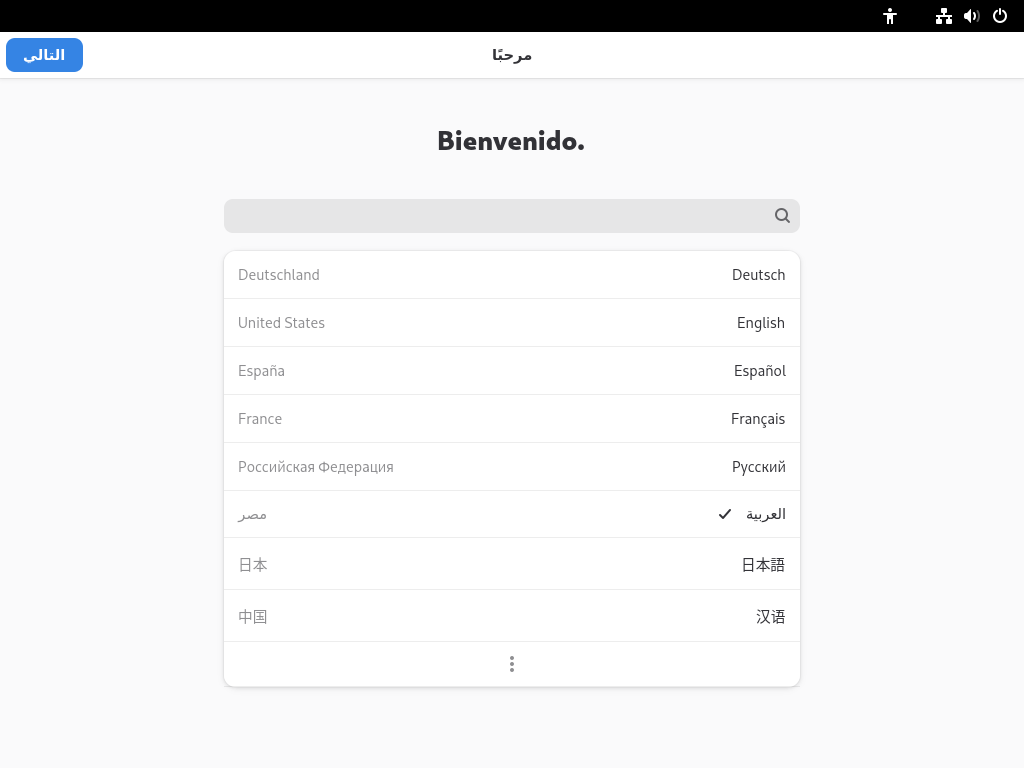 مرحبًا
التالي
Bienvenido.
Deutsch Deutschland
English United States
Español España
Français France
Русский Российская Федерация
العربية مصر
日本語 日本
汉语 中国